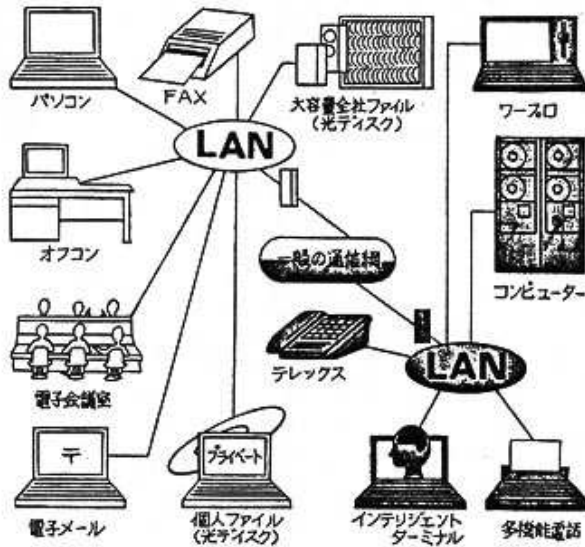 パソコン
FAX
大容量全社ファイル
(光ディスク)
ワープロ
LAN
オフコン
一般の通信網
コンピューター
電子会議室
テレックス
LAN
〒
電子メール
プライベート
個人ファイル
(光ディスク)
インテリジェント
ターミナル
多機能電話